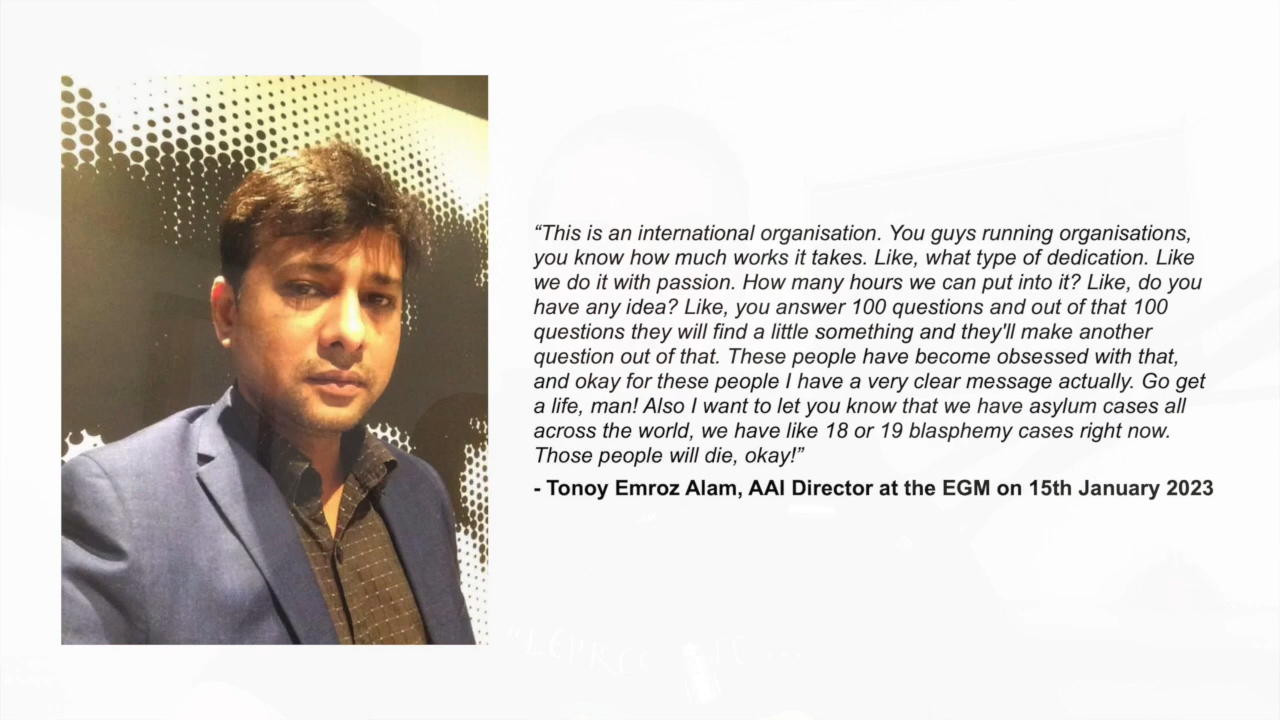 “This is an international organisation. You guys running organisations,
you know how much works it takes. Like, what type of dedication. Like
we do it with passion. How many hours we can put into it? Like, do you
have any idea? Like, you answer 100 questions and out of that 100
questions they will find a little something and they'll make another
question out of that. These people have become obsessed with that,
and okay for these people I have a very clear message actually. Go get
a life, man! Also I want to let you know that we have asylum cases all
across the world, we have like 18 or 19 blasphemy cases right now.
Those people will die, okay!”
- Tonoy Emroz Alam, AAI Director at the EGM on 15th January 2023